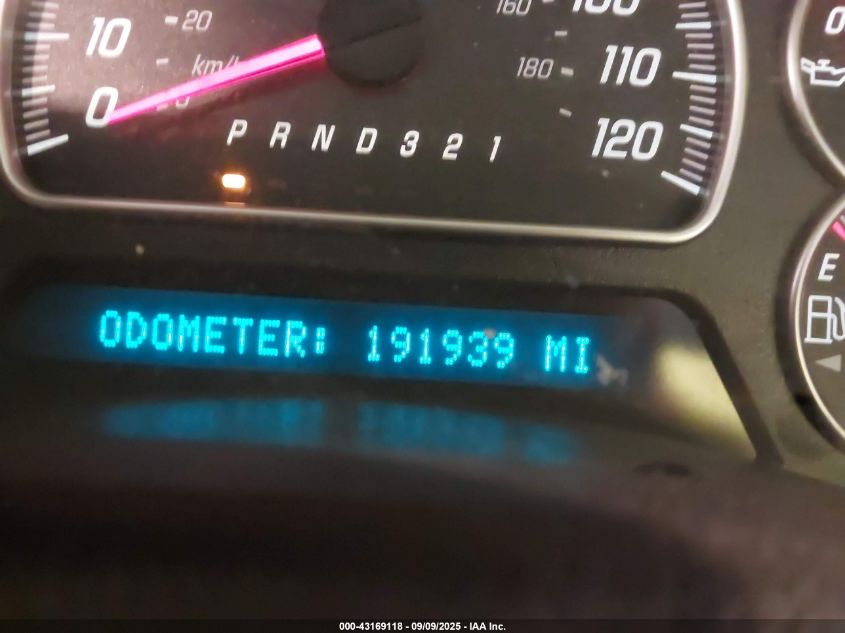 160 100
10 20
km/h
180 110
0
120
P R N D 3 2 1
E
ODOMETER: 191939 MI
000-43169118 - 09/09/2025 - IAA Inc.